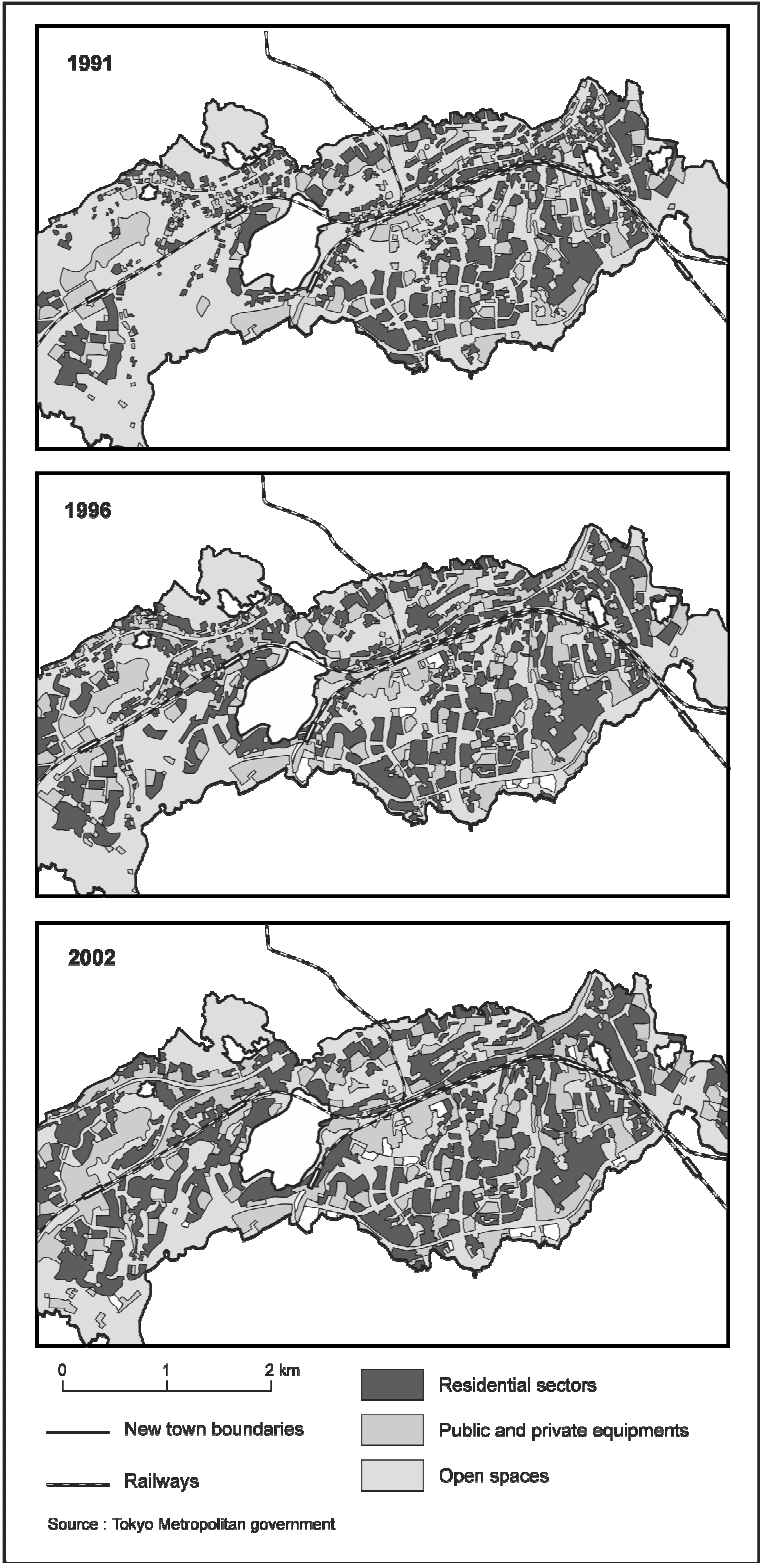 1991
1996
2002
0 1 2 km
Residential sectors
New town boundaries
Public and private equipments
Railways
Open spaces
Source : Tokyo Metropolitan government